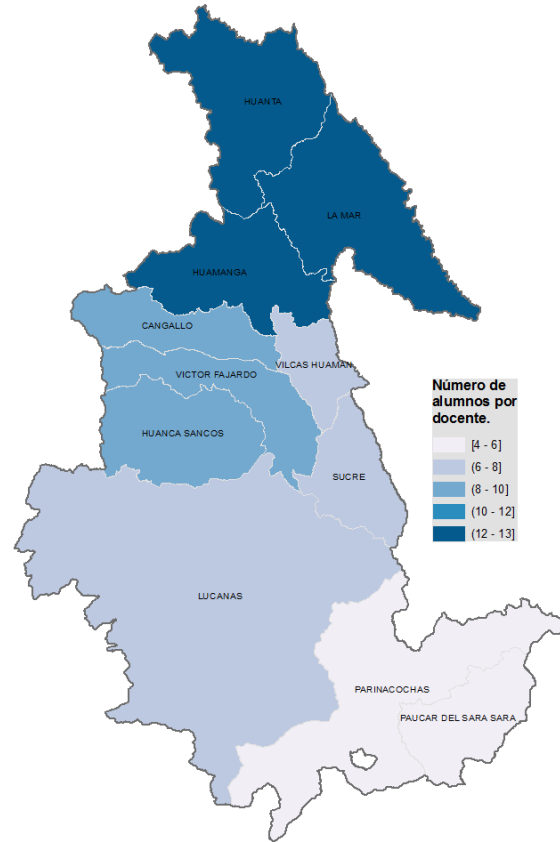 HUANTA
LA MAR
HUAMANGA
CANGALLO
VILCAS HUAMAN
VICTOR FAJARDO
HUANCA SANCOS
SUCRE
LUCANAS
PARINACOCHAS
PAUCAR DEL SARA SARA
Número de
alumnos por
docente.
[4 - 6]
(6 - 8]
(8 - 10]
(10 - 12]
(12 - 13]